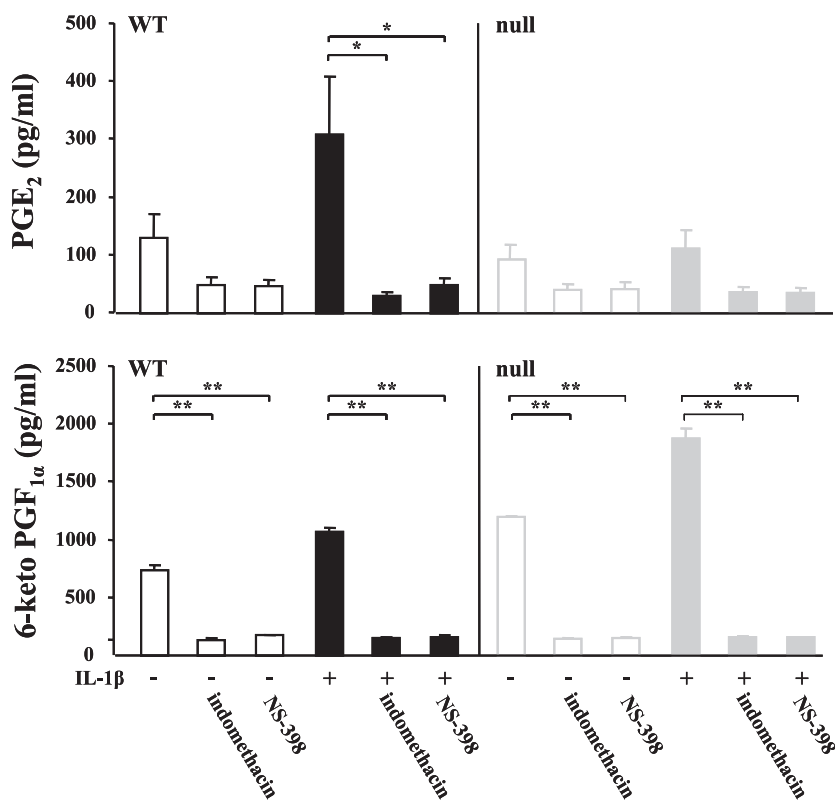 WT
null
PGE2 (pg/ml)
500
400
300
200
100
0
* *
WT
null
6-keto PGF1α (pg/ml)
2500
2000
1500
1000
500
0
** ** ** **
** ** ** **
IL-1β - - - + + + - - - + + +
indomethacin NS-398 indomethacin NS-398 indomethacin NS-398 indomethacin NS-398